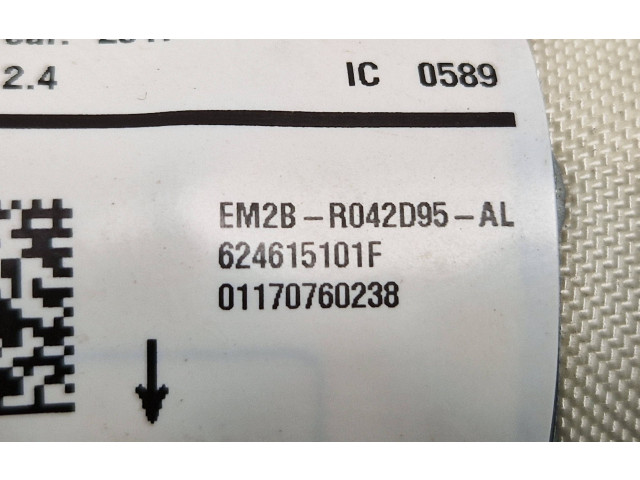 2.4 IC 0589
EM2B-R042D95-AL
624615101F
01170760238